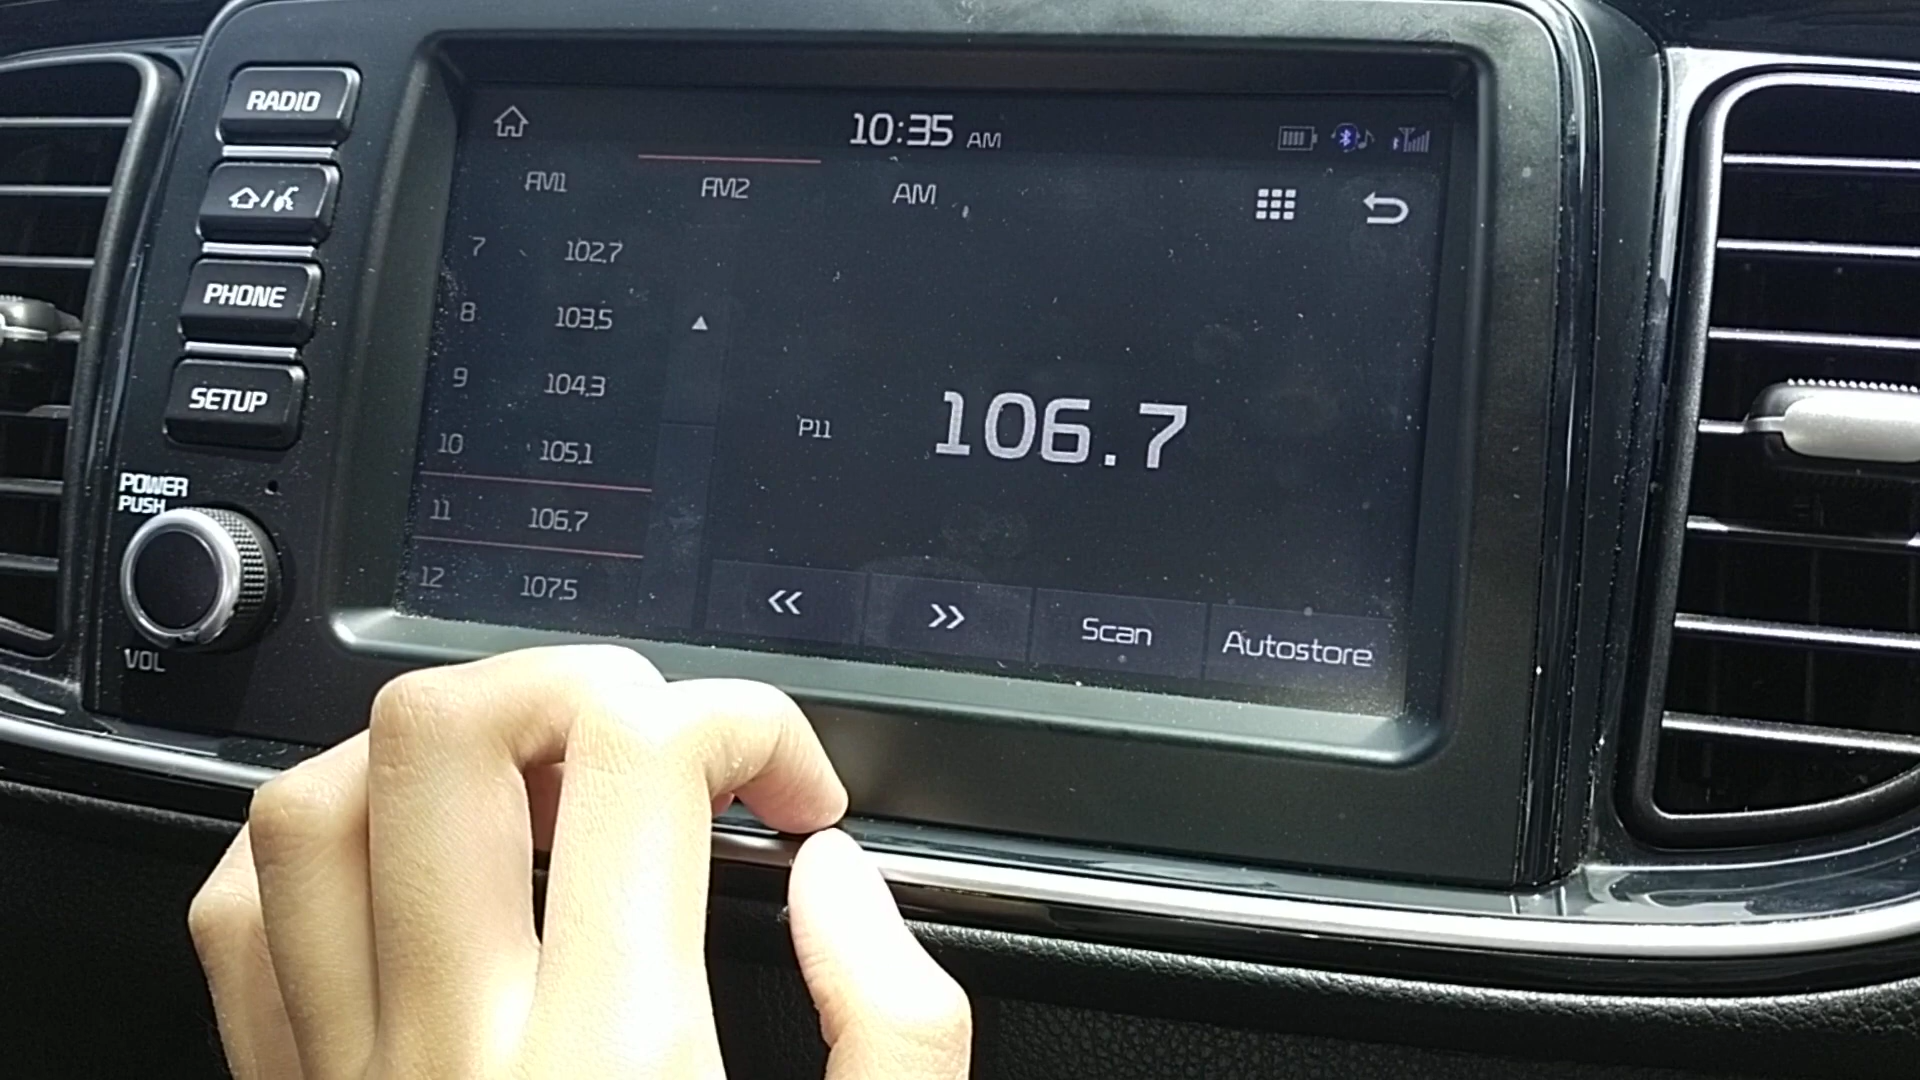 RADIO
PHONE
SETUP
POWER
PUSH
VOL
10:35 AM
FM1 FM2 AM
7 102.7
8 103.5
9 104.3
10 105.1
11 106.7
12 107.5
P11 106.7
<< >> Scan Autostore